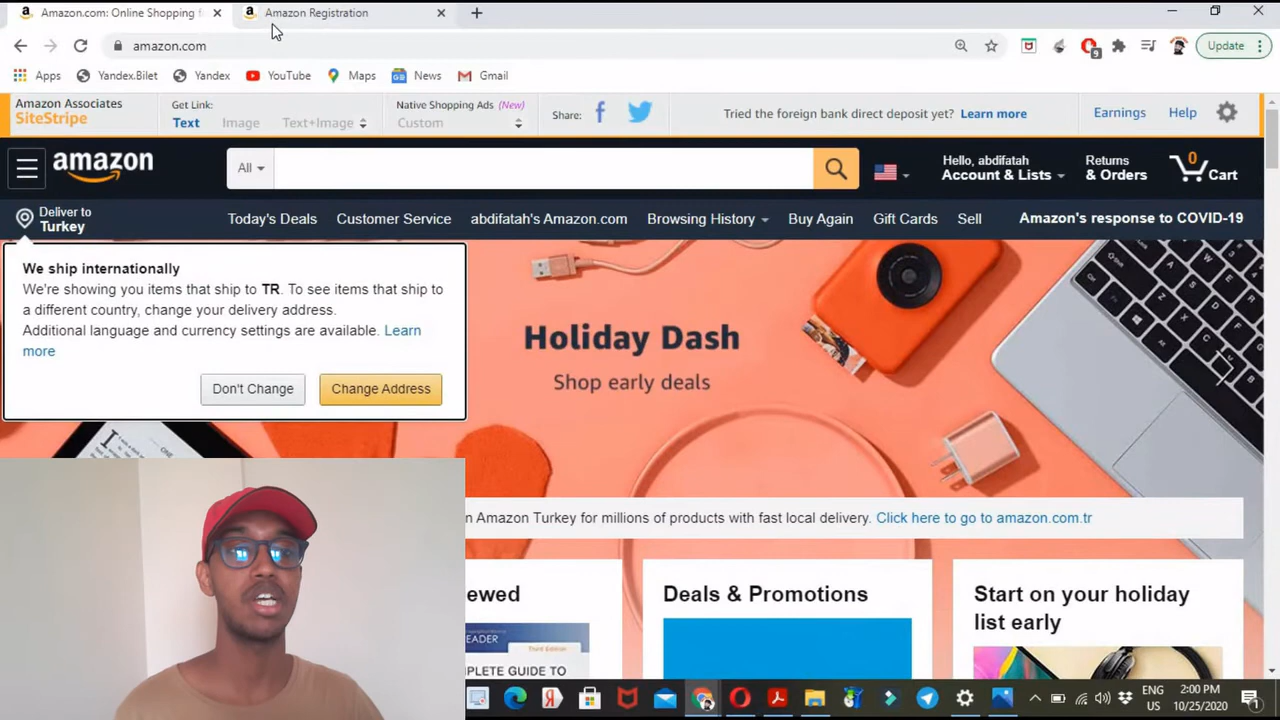 Amazon.com: Online Shopping f
Amazon Registration
amazon.com
9
Update
Apps
Yandex.Bilet
Yandex
YouTube
Maps
News
Gmail
Amazon Associates
SiteStripe
Get Link:
Text Image Text+Image
Native Shopping Ads (New)
Custom
Share:
Tried the foreign bank direct deposit yet? Learn more
Earnings
Help
amazon
All
Hello, abdifatah
Account & Lists
Returns
& Orders
0
Cart
Deliver to
Turkey
Today's Deals
Customer Service
abdifatah's Amazon.com
Browsing History
Buy Again
Gift Cards
Sell
Amazon's response to COVID-19
We ship internationally
We're showing you items that ship to TR. To see items that ship to
a different country, change your delivery address.
Additional language and currency settings are available. Learn
more
Don't Change
Change Address
Holiday Dash
Shop early deals
n Amazon Turkey for millions of products with fast local delivery. Click here to go to amazon.com.tr
ewed
Deals & Promotions
Start on your holiday
list early
EADER
Third Edition
PLETE GUIDE TO
ENG
US
2:00 PM
10/25/2020
1